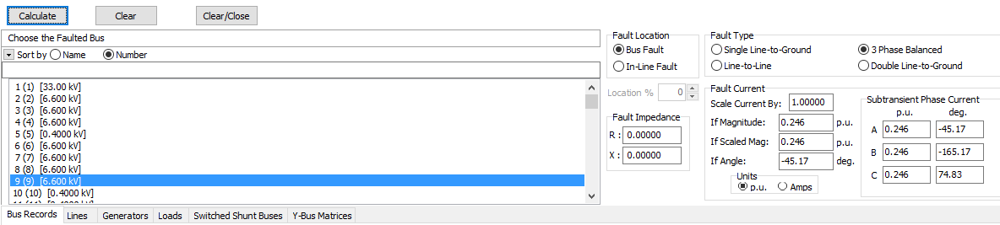 Calculate Clear Clear/Close
Choose the Faulted Bus
Sort by Name Number
1 (1) [33.00 kV]
2 (2) [6.600 kV]
3 (3) [6.600 kV]
4 (4) [6.600 kV]
5 (5) [0.4000 kV]
6 (6) [6.600 kV]
7 (7) [6.600 kV]
8 (8) [6.600 kV]
9 (9) [6.600 kV]
10 (10) [0.4000 kV]
Bus Records Lines Generators Loads Switched Shunt Buses Y-Bus Matrices
Fault Location
Bus Fault
In-Line Fault
Location % 0
Fault Impedance
R : 0.00000
X : 0.00000
Fault Type
Single Line-to-Ground 3 Phase Balanced
Line-to-Line Double Line-to-Ground
Fault Current
Scale Current By: 1.00000
If Magnitude: 0.246 p.u.
If Scaled Mag: 0.246 p.u.
If Angle: -45.17 deg.
Units
p.u. Amps
Subtransient Phase Current
p.u. deg.
A 0.246 -45.17
B 0.246 -165.17
C 0.246 74.83